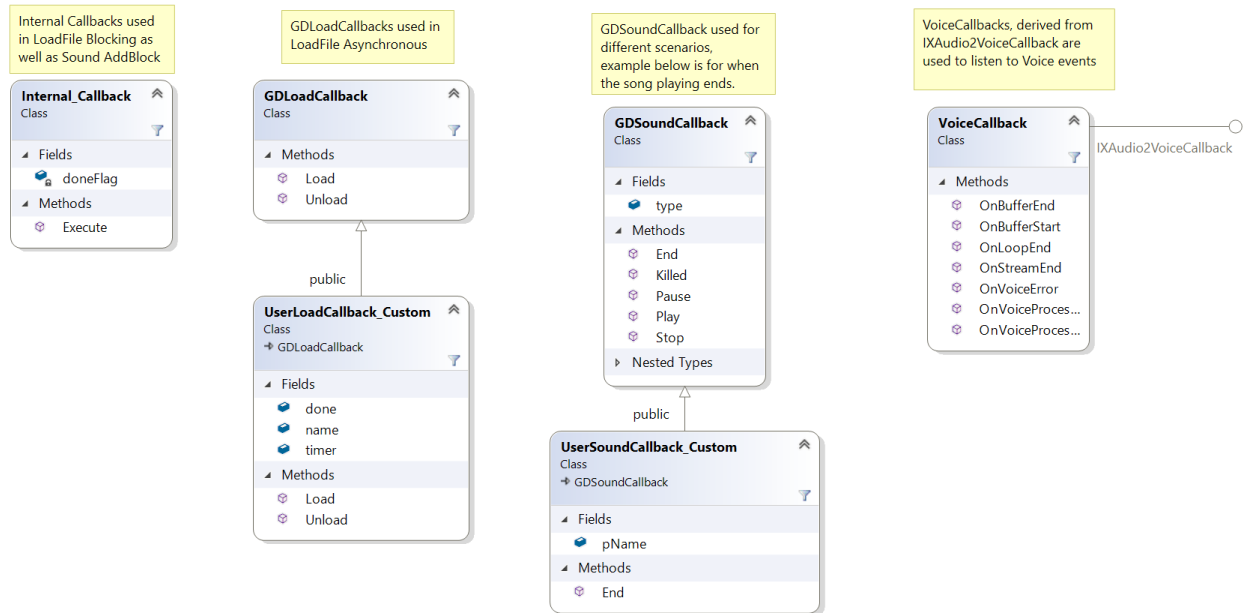 Internal Callbacks used
in LoadFile Blocking as
well as Sound AddBlock
Internal_Callback
Class
Fields
doneFlag
Methods
Execute
GDLoadCallbacks used in
LoadFile Asynchronous
GDLoadCallback
Class
Methods
Load
Unload
public
UserLoadCallback_Custom
Class
GDLoadCallback
Fields
done
name
timer
Methods
Load
Unload
GDSoundCallback used for
different scenarios,
example below is for when
the song playing ends.
GDSoundCallback
Class
Fields
type
Methods
End
Killed
Pause
Play
Stop
Nested Types
public
UserSoundCallback_Custom
Class
GDSoundCallback
Fields
pName
Methods
End
VoiceCallbacks, derived from
IXAudio2VoiceCallback are
used to listen to Voice events
VoiceCallback
Class
Methods
OnBufferEnd
OnBufferStart
OnLoopEnd
OnStreamEnd
OnVoiceError
OnVoiceProces...
OnVoiceProces...
IXAudio2VoiceCallback